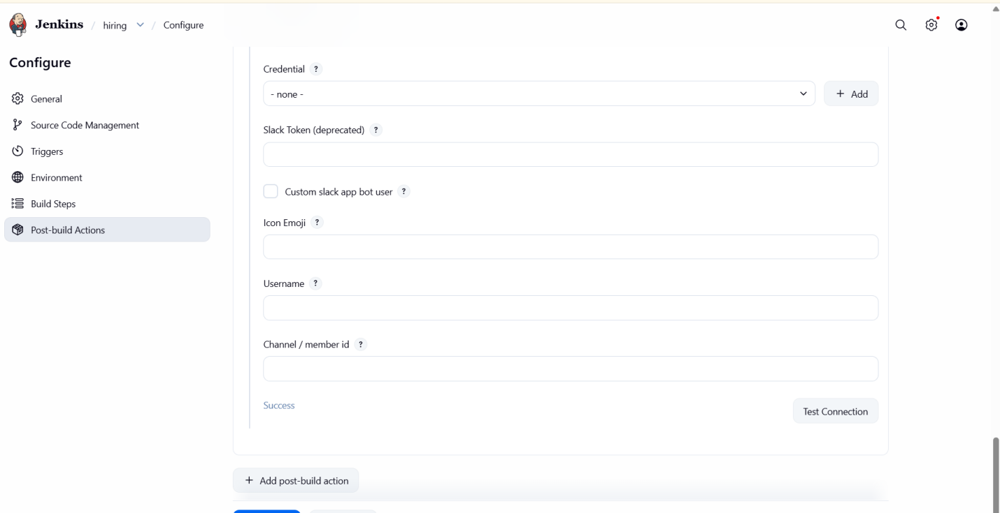 Jenkins / hiring / Configure
Configure
General
Source Code Management
Triggers
Environment
Build Steps
Post-build Actions
Credential ?
- none -
+ Add
Slack Token (deprecated) ?
Custom slack app bot user ?
Icon Emoji ?
Username ?
Channel / member id ?
Success
Test Connection
+ Add post-build action